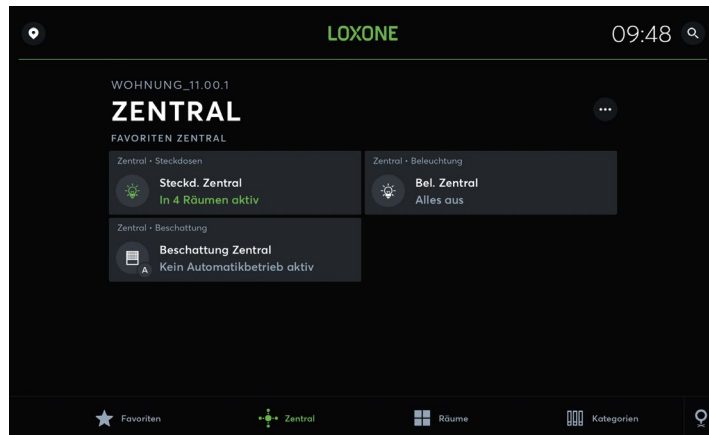 LOXONE
09:48
WOHNUNG_11.00.1
ZENTRAL
FAVORITEN ZENTRAL
Zentral • Steckdosen
Steckd. Zentral
In 4 Räumen aktiv
Zentral • Beleuchtung
Bel. Zentral
Alles aus
Zentral • Beschattung
A
Beschattung Zentral
Kein Automatikbetrieb aktiv
Favoriten
Zentral
Räume
Kategorien